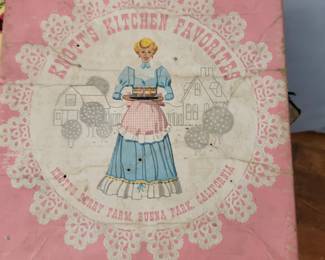 KNOTT'S KITCHEN FAVORITES
KNOTT'S BERRY FARM, BUENA PARK, CALIFORNIA